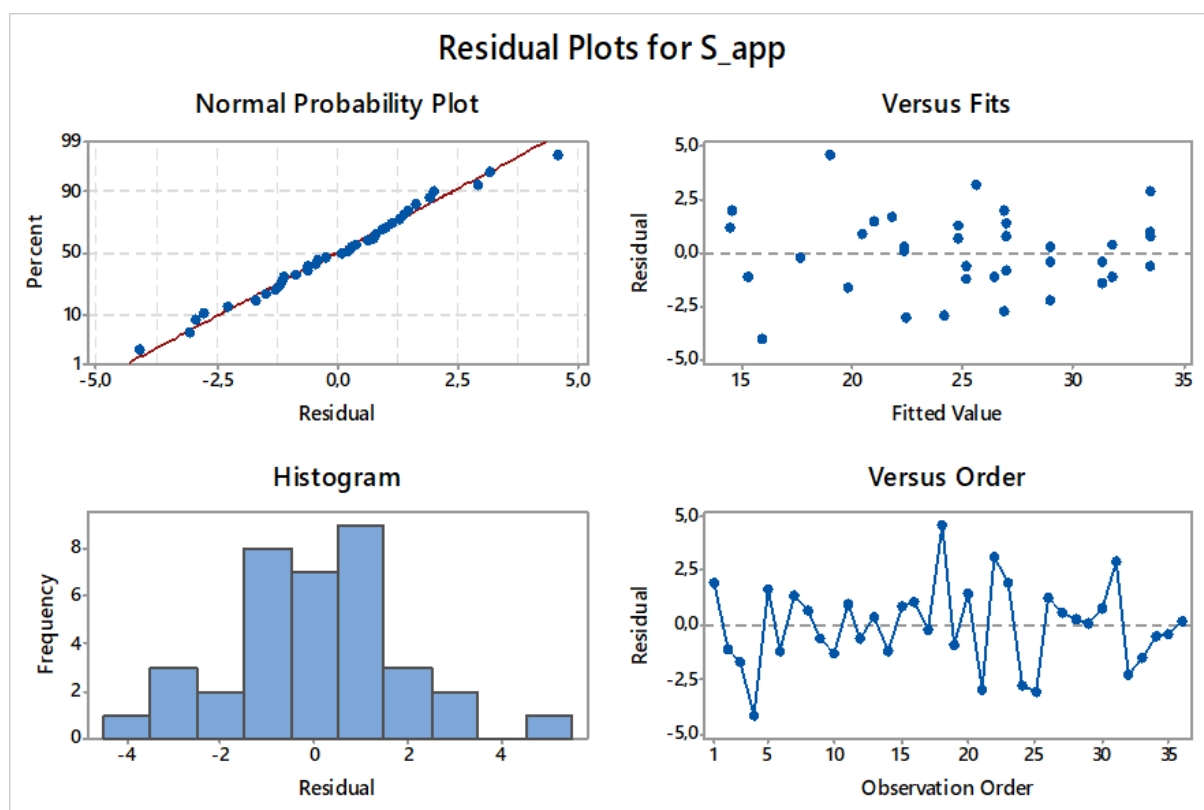 Residual Plots for S_app
Normal Probability Plot
99
90
50
10
1
Percent
-5,0 -2,5 0,0 2,5 5,0
Residual
Versus Fits
5,0
2,5
0,0
-2,5
-5,0
Residual
15 20 25 30 35
Fitted Value
Histogram
8
6
4
2
0
Frequency
-4 -2 0 2 4
Residual
Versus Order
5,0
2,5
0,0
-2,5
-5,0
Residual
1 5 10 15 20 25 30 35
Observation Order